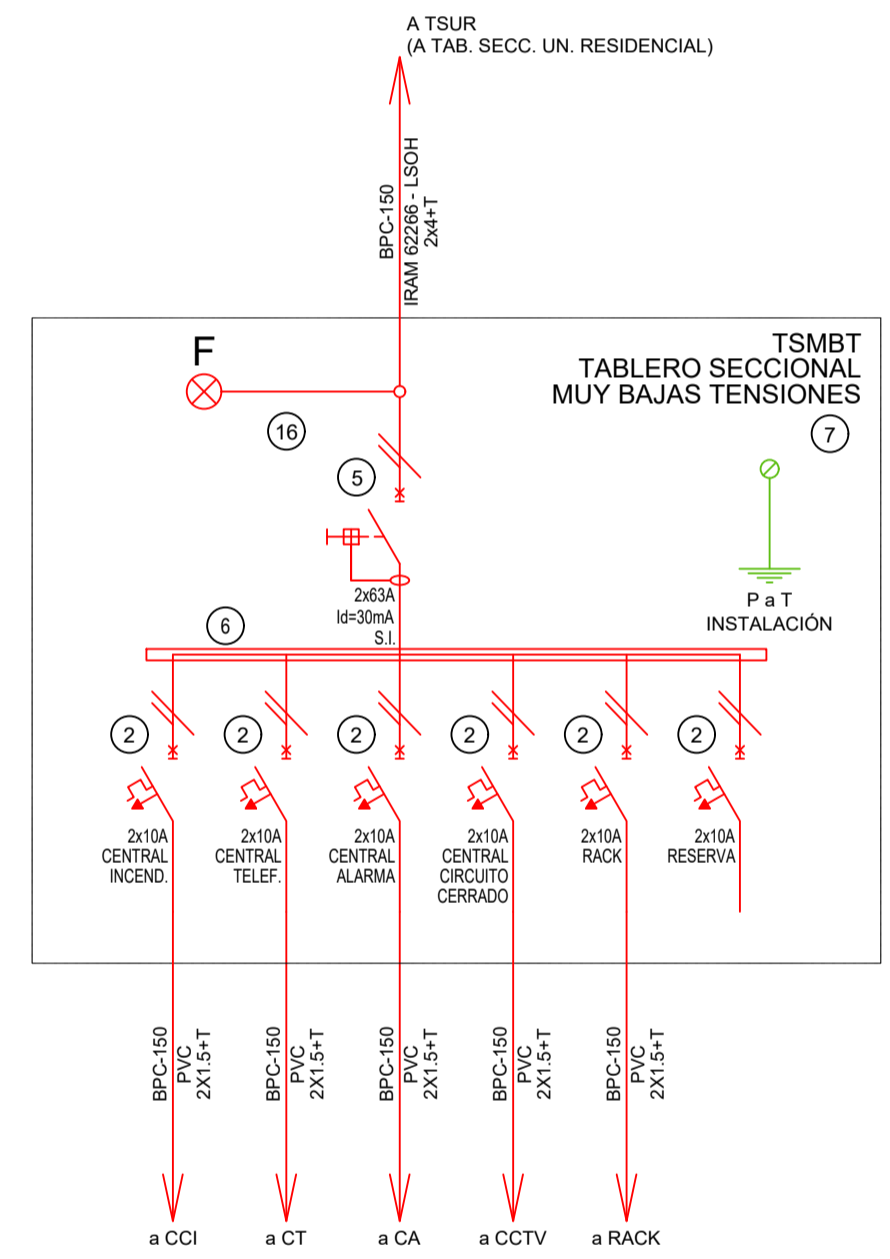 A TSUR
(A TAB. SECC. UN. RESIDENCIAL)
BPC-150
IRAM 62266 - LSOH
2x4+T
F
TSMBT
TABLERO SECCIONAL
MUY BAJAS TENSIONES
7
16
5
2x63A
Id=30mA
S.I.
P a T
INSTALACIÓN
6
2
2
2
2
2
2
2x10A
CENTRAL
INCEND.
2x10A
CENTRAL
TELEF.
2x10A
CENTRAL
ALARMA
2x10A
CENTRAL
CIRCUITO
CERRADO
2x10A
RACK
2x10A
RESERVA
BPC-150
PVC
2X1.5+T
BPC-150
PVC
2X1.5+T
BPC-150
PVC
2X1.5+T
BPC-150
PVC
2X1.5+T
BPC-150
PVC
2X1.5+T
a CCI
a CT
a CA
a CCTV
a RACK